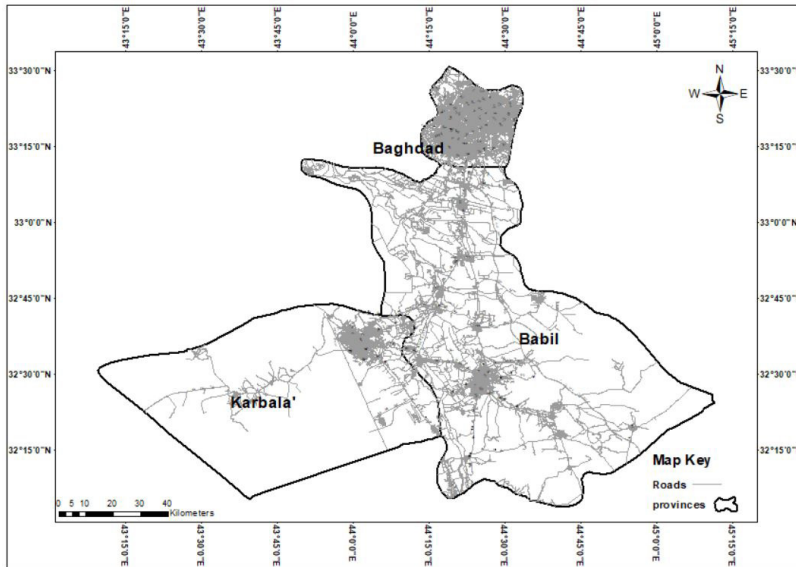 43°15'0"E 43°30'0"E 43°45'0"E 44°0'0"E 44°15'0"E 44°30'0"E 44°45'0"E 45°0'0"E 45°15'0"E
N
W E
S
33°30'0"N 33°30'0"N
33°15'0"N 33°15'0"N
Baghdad
33°0'0"N 33°0'0"N
32°45'0"N 32°45'0"N
Babil
32°30'0"N 32°30'0"N
Karbala'
32°15'0"N 32°15'0"N
Map Key
Roads
provinces
0 5 10 20 30 40
Kilometers
43°15'0"E 43°30'0"E 43°45'0"E 44°0'0"E 44°15'0"E 44°30'0"E 44°45'0"E 45°0'0"E 45°15'0"E